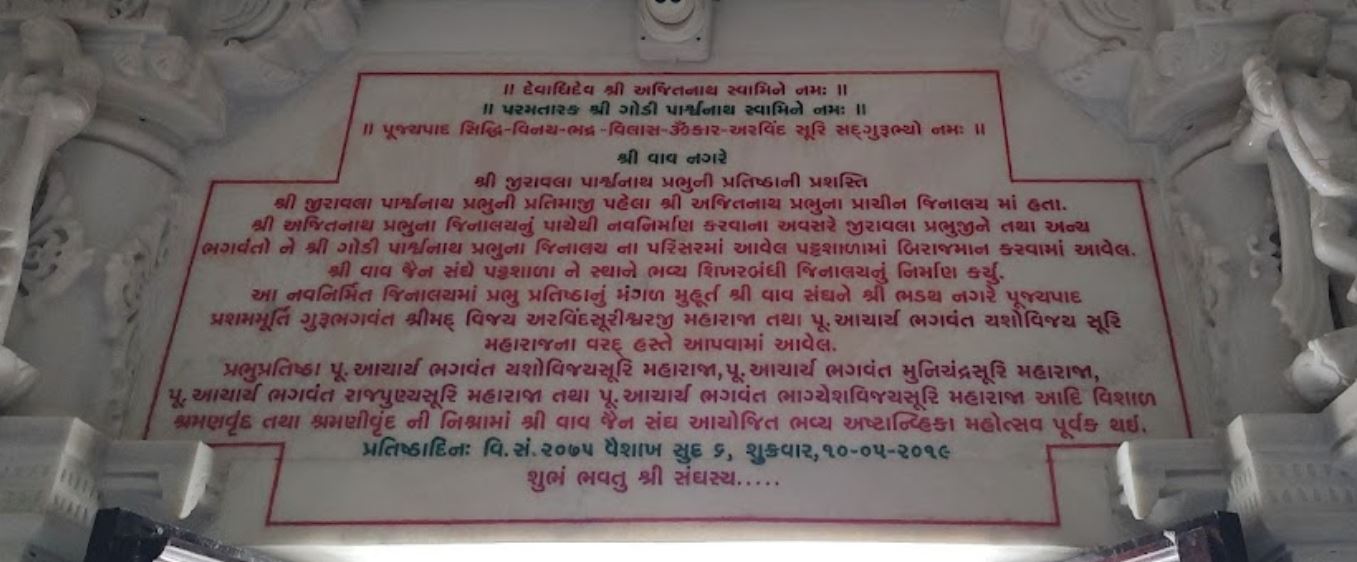 ॥ દેવાધિદેવ શ્રી અજિતનાથ સ્વામિને નમઃ ॥
॥ પરમતારક શ્રી ગોડી પાર્શ્વનાથ સ્વામિને નમઃ ॥
॥ પૂજ્યપાદ સિદ્ધિ-વિનય-ભદ્ર-વિલાસ-ૐકાર-અરવિંદ સૂરિ સદ્‌ગુરૂભ્યો નમઃ ॥
શ્રી વાવ નગરે
શ્રી જીરાવલા પાર્શ્વનાથ પ્રભુની પ્રતિષ્ઠાની પ્રશસ્તિ
શ્રી જીરાવલા પાર્શ્વનાથ પ્રભુની પ્રતિમાજી પહેલા શ્રી અજિતનાથ પ્રભુના પ્રાચીન જિનાલય માં હતા.
શ્રી અજિતનાથ પ્રભુના જિનાલયનું પાયેથી નવનિર્માણ કરવાના અવસરે જીરાવલા પ્રભુજીને તથા અન્ય
ભગવંતો ને શ્રી ગોડી પાર્શ્વનાથ પ્રભુના જિનાલય ના પરિસરમાં આવેલ પટ્ટશાળામાં બિરાજમાન કરવામાં આવેલ.
શ્રી વાવ જૈન સંઘે પટ્ટશાળા ને સ્થાને ભવ્ય શિખરબંધી જિનાલયનું નિર્માણ કર્યુ.
આ નવનિર્મિત જિનાલયમાં પ્રભુ પ્રતિષ્ઠાનું મંગળ મુહૂર્ત શ્રી વાવ સંઘને શ્રી ભડથ નગરે પૂજ્યપાદ
પ્રશમમૂર્તિ ગુરૂભગવંત શ્રીમદ્ વિજય અરવિંદસૂરીશ્વરજી મહારાજા તથા પૂ.આચાર્ય ભગવંત યશોવિજય સૂરિ
મહારાજના વરદ્ હસ્તે આપવામાં આવેલ.
પ્રભુપ્રતિષ્ઠા પૂ.આચાર્ય ભગવંત યશોવિજયસૂરિ મહારાજા,પૂ.આચાર્ય ભગવંત મુનિચંદ્રસૂરિ મહારાજા,
પૂ.આચાર્ય ભગવંત રાજપુણ્યસૂરિ મહારાજા તથા પૂ.આચાર્ય ભગવંત ભાગ્યેશવિજયસૂરિ મહારાજા આદિ વિશાળ
શ્રમણવૃંદ તથા શ્રમણીવૃંદ ની નિશ્રામાં શ્રી વાવ જૈન સંઘ આયોજિત ભવ્ય અષ્ટાન્હિકા મહોત્સવ પૂર્વક થઇ.
પ્રતિષ્ઠાદિનઃ વિ.સં.૨૦૭૫ વૈશાખ સુદ ૬, શુક્રવાર,૧૦-૦૫-૨૦૧૯
શુભં ભવતુ શ્રી સંઘસ્ય.....